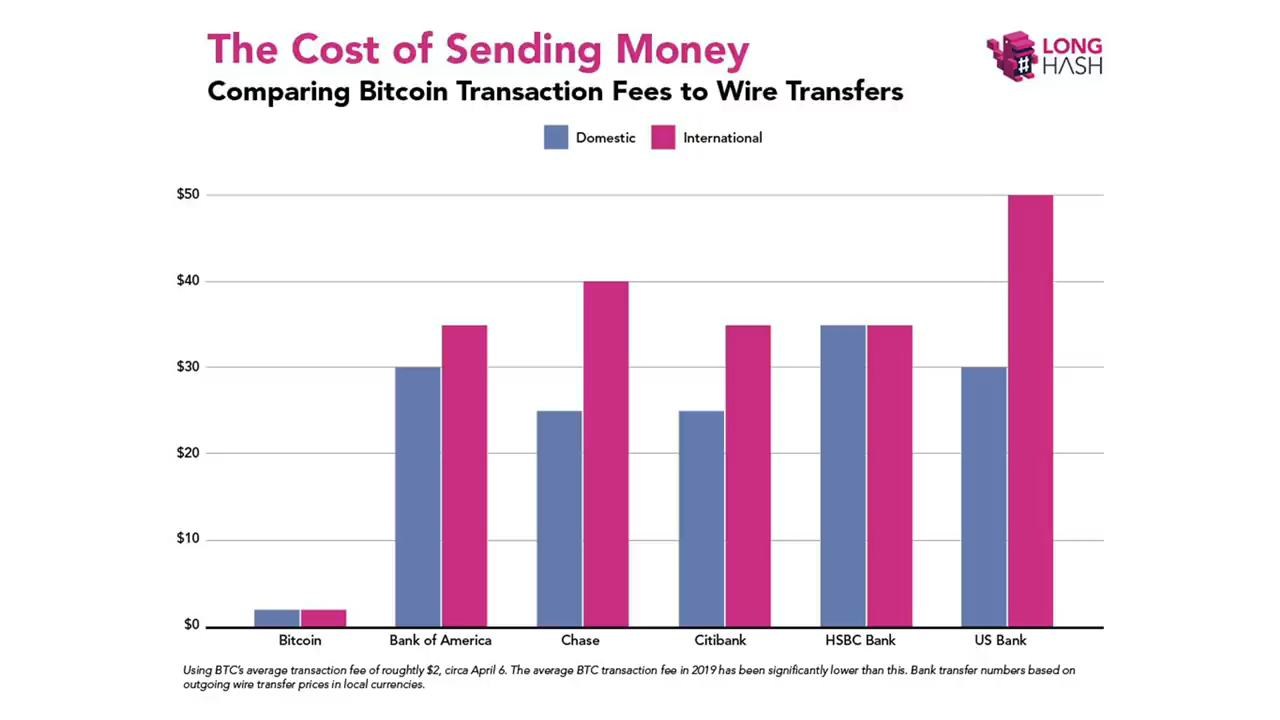 The Cost of Sending Money
LONG
HASH
#
Comparing Bitcoin Transaction Fees to Wire Transfers
Domestic
International
$50
$40
$30
$20
$10
$0
Bitcoin
Bank of America
Chase
Citibank
HSBC Bank
US Bank
Using BTC's average transaction fee of roughtly $2, circa April 6. The average BTC transaction fee in 2019 has been significantly lower than this. Bank transfer numbers based on
outgoing wire transfer prices in local currencies.